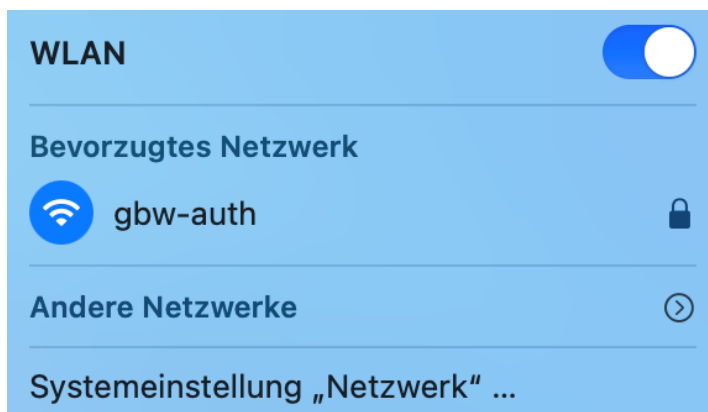 WLAN
Bevorzugtes Netzwerk
gbw-auth
Andere Netzwerke
Systemeinstellung „Netzwerk“ ...